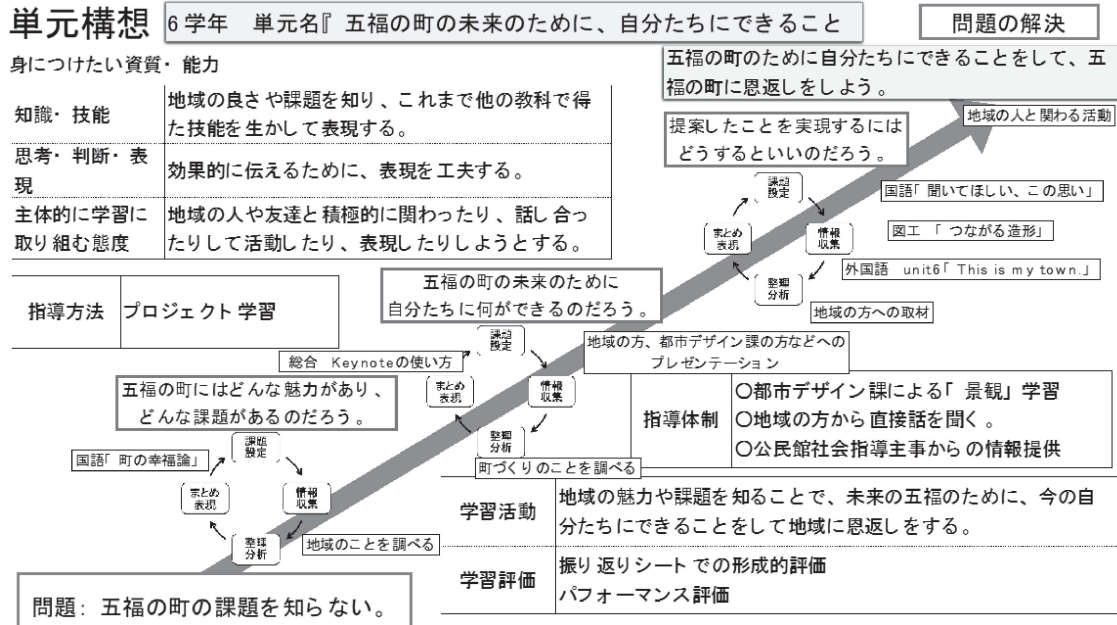 単元構想
6学年 単元名『五福の町の未来のために、自分たちにできること
問題の解決
身につけたい資質・能力
知識・技能
地域の良さや課題を知り、これまで他の教科で得
た技能を生かして表現する。
思考・判断・表
現
効果的に伝えるために、表現を工夫する。
主体的に学習に
取り組む態度
地域の人や友達と積極的に関わったり、話し合っ
たりして活動したり、表現したりしようとする。
五福の町のために自分たちにできることをして、五
福の町に恩返しをしよう。
地域の人と関わる活動
提案したことを実現するには
どうするといいのだろう。
課題
設定
情報
収集
整理
分析
まとめ
表現
国語「聞いてほしい、この思い」
図工 「つながる造形」
外国語 unit6「This is my town.」
地域の方への取材
指導方法
プロジェクト学習
五福の町の未来のために
自分たちに何ができるのだろう。
課題
設定
情報
収集
整理
分析
まとめ
表現
総合 Keynoteの使い方
地域の方、都市デザイン課の方などへの
プレゼンテーション
町づくりのことを調べる
五福の町にはどんな魅力があり、
どんな課題があるのだろう。
課題
設定
情報
収集
整理
分析
まとめ
表現
国語「町の幸福論」
地域のことを調べる
指導体制
○都市デザイン課による「景観」学習
○地域の方から直接話を聞く。
○公民館社会指導主事からの情報提供
学習活動
地域の魅力や課題を知ることで、未来の五福のために、今の自
分たちにできることをして地域に恩返しをする。
学習評価
振り返りシートでの形成的評価
パフォーマンス評価
問題：五福の町の課題を知らない。